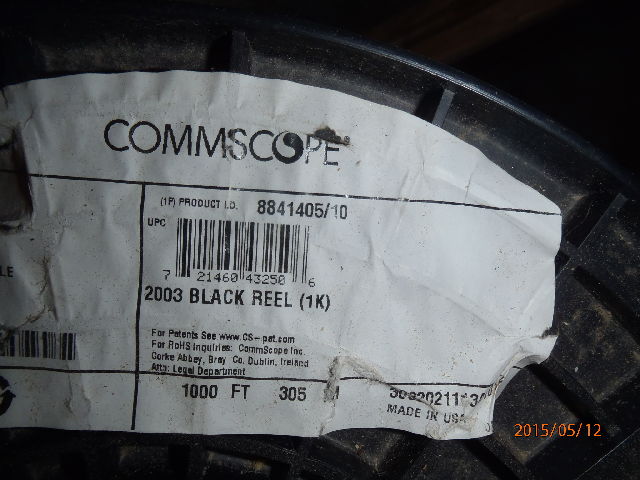 COMMSCOPE
(1P) PRODUCT I.D. 8841405/10
UPC
7 21460 43250 6
2003 BLACK REEL (1K)
For Patents See www.CS-pat.com
For RoHS Inquiries: CommScope Inc.
Corke Abbey, Bray Co. Dublin, Ireland
Attn: Legal Department
1000 FT 305 M
MADE IN USA
2015/05/12